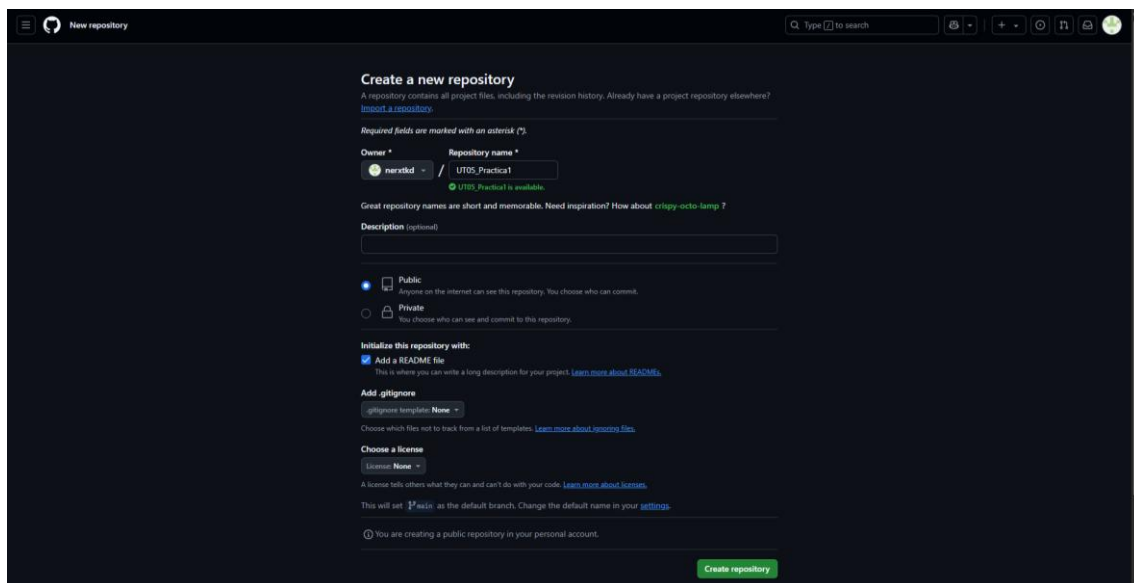 New repository
Type / to search
Create a new repository
A repository contains all project files, including the revision history. Already have a project repository elsewhere?
Import a repository.
Required fields are marked with an asterisk (*).
Owner * Repository name *
nerxtkd / UT05_Practica1
UT05_Practica1 is available.
Great repository names are short and memorable. Need inspiration? How about crispy-octo-lamp ?
Description (optional)
Public
Anyone on the internet can see this repository. You choose who can commit.
Private
You choose who can see and commit to this repository.
Initialize this repository with:
Add a README file
This is where you can write a long description for your project. Learn more about READMEs.
Add .gitignore
.gitignore template: None
Choose which files not to track from a list of templates. Learn more about ignoring files.
Choose a license
License: None
A license tells others what they can and can't do with your code. Learn more about licenses.
This will set main as the default branch. Change the default name in your settings.
You are creating a public repository in your personal account.
Create repository